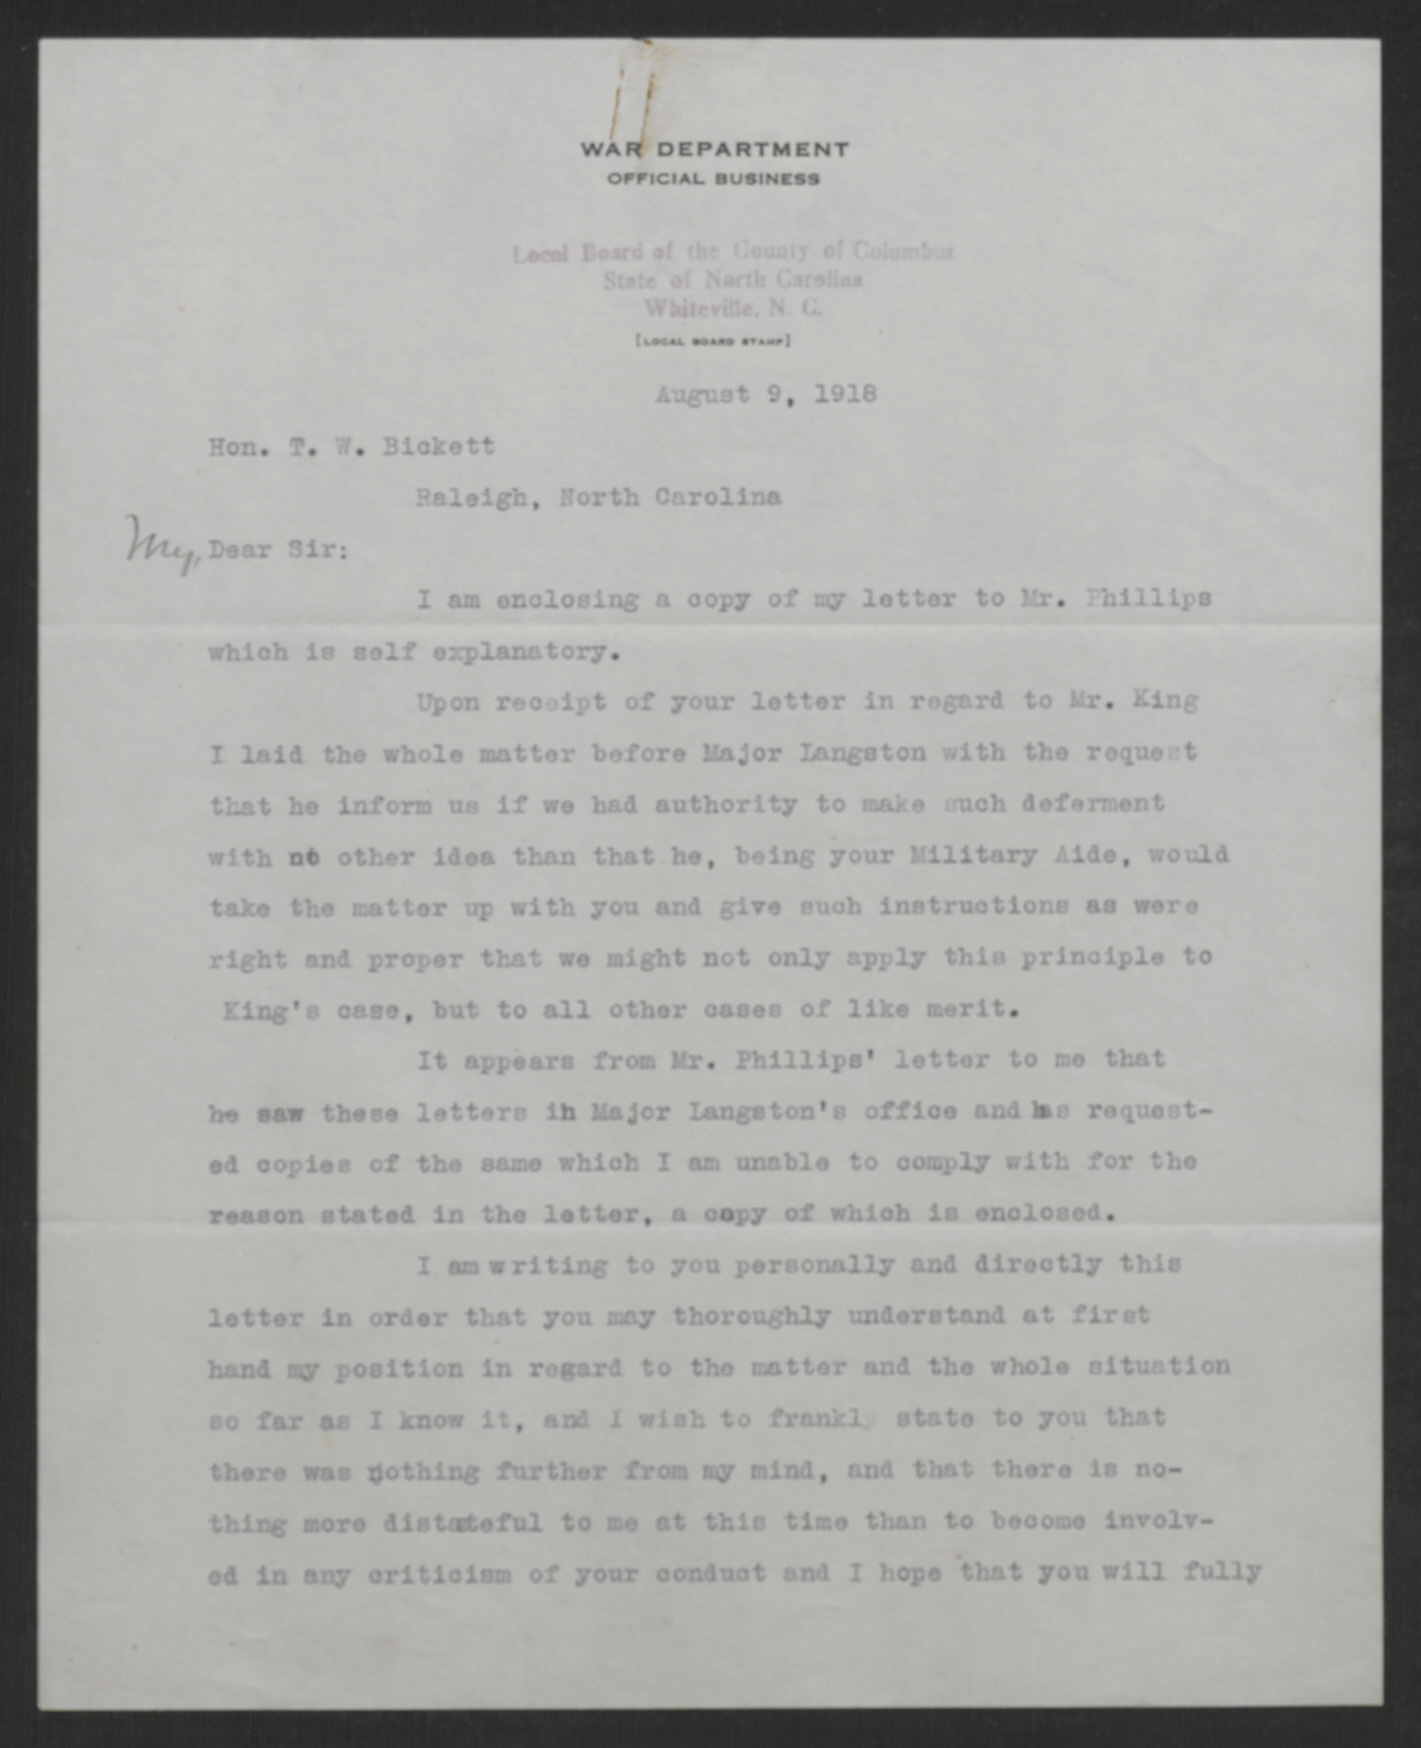 WAR DEPARTMENT
OFFICIAL BUSINESS
Local Board of the County of Columbus
State of North Carolina
Whiteville, N. C.
[LOCAL BOARD STAMP]
August 9, 1918
Hon. T. W. Bickett
Raleigh, North Carolina
My, Dear Sir:
I am enclosing a copy of my letter to Mr. Phillips
which is self explanatory.
Upon receipt of your letter in regard to Mr. King
I laid the whole matter before Major Langston with the request
that he inform us if we had authority to make such deferment
with no other idea than that he, being your Military Aide, would
take the matter up with you and give such instructions as were
right and proper that we might not only apply this principle to
King's case, but to all other cases of like merit.
It appears from Mr. Phillips' letter to me that
he saw these letters in Major Langston's office and has request-
ed copies of the same which I am unable to comply with for the
reason stated in the letter, a copy of which is enclosed.
I am writing to you personally and directly this
letter in order that you may thoroughly understand at first
hand my position in regard to the matter and the whole situation
so far as I know it, and I wish to frankly state to you that
there was nothing further from my mind, and that there is no-
thing more distasteful to me at this time than to become involv-
ed in any criticism of your conduct and I hope that you will fully